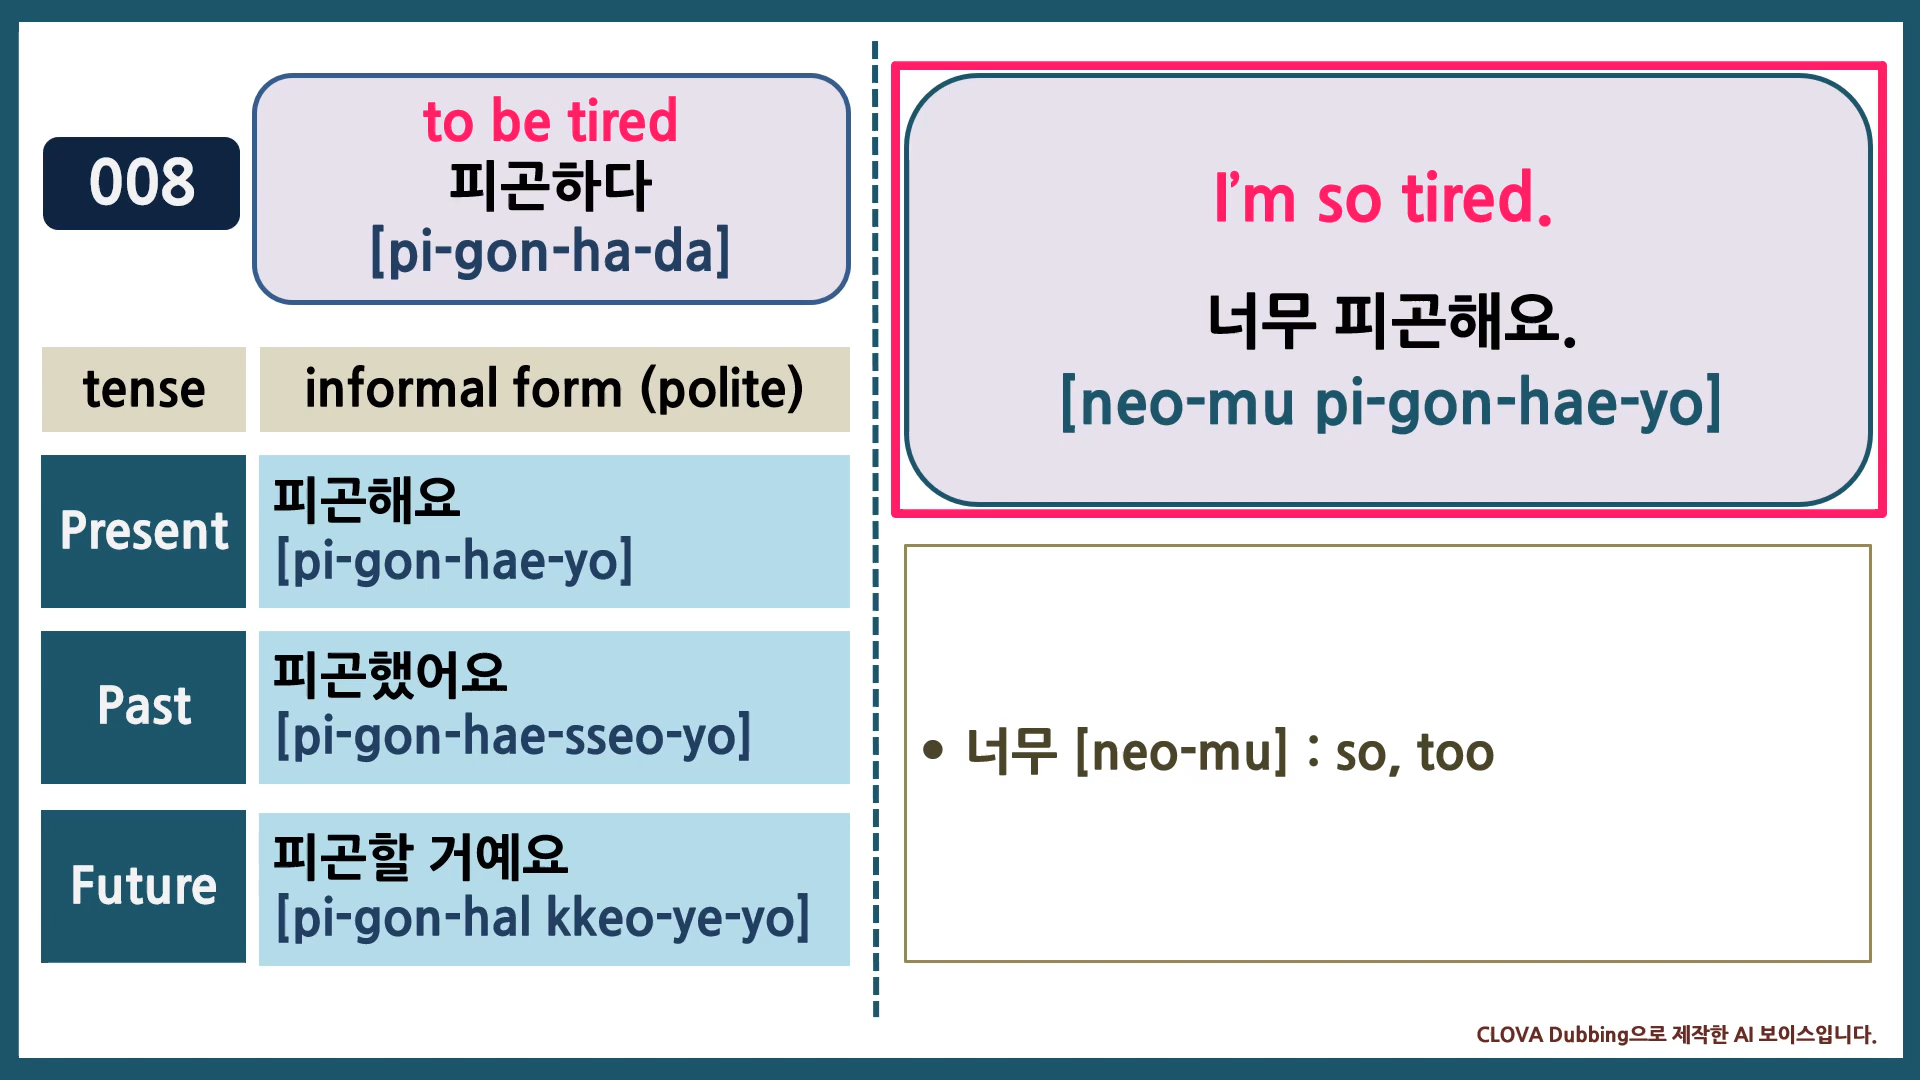 008
to be tired
피곤하다
[pi-gon-ha-da]
tense
informal form (polite)
Present
피곤해요
[pi-gon-hae-yo]
Past
피곤했어요
[pi-gon-hae-sseo-yo]
Future
피곤할 거예요
[pi-gon-hal kkeo-ye-yo]
I’m so tired.
너무 피곤해요.
[neo-mu pi-gon-hae-yo]
• 너무 [neo-mu] : so, too
CLOVA Dubbing으로 제작한 AI 보이스입니다.